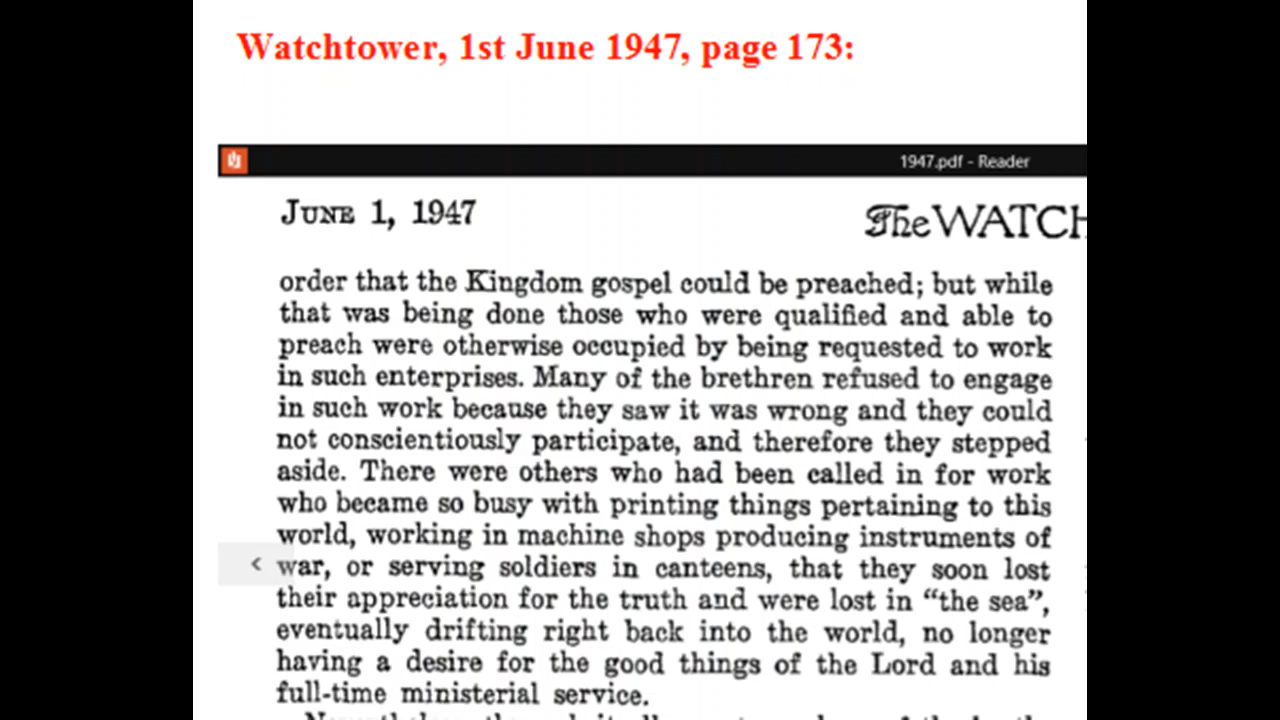 Watchtower, 1st June 1947, page 173:
1947.pdf - Reader
JUNE 1, 1947
The WATCH
order that the Kingdom gospel could be preached; but while
that was being done those who were qualified and able to
preach were otherwise occupied by being requested to work
in such enterprises. Many of the brethren refused to engage
in such work because they saw it was wrong and they could
not conscientiously participate, and therefore they stepped
aside. There were others who had been called in for work
who became so busy with printing things pertaining to this
world, working in machine shops producing instruments of
war, or serving soldiers in canteens, that they soon lost
their appreciation for the truth and were lost in “the sea”,
eventually drifting right back into the world, no longer
having a desire for the good things of the Lord and his
full-time ministerial service.